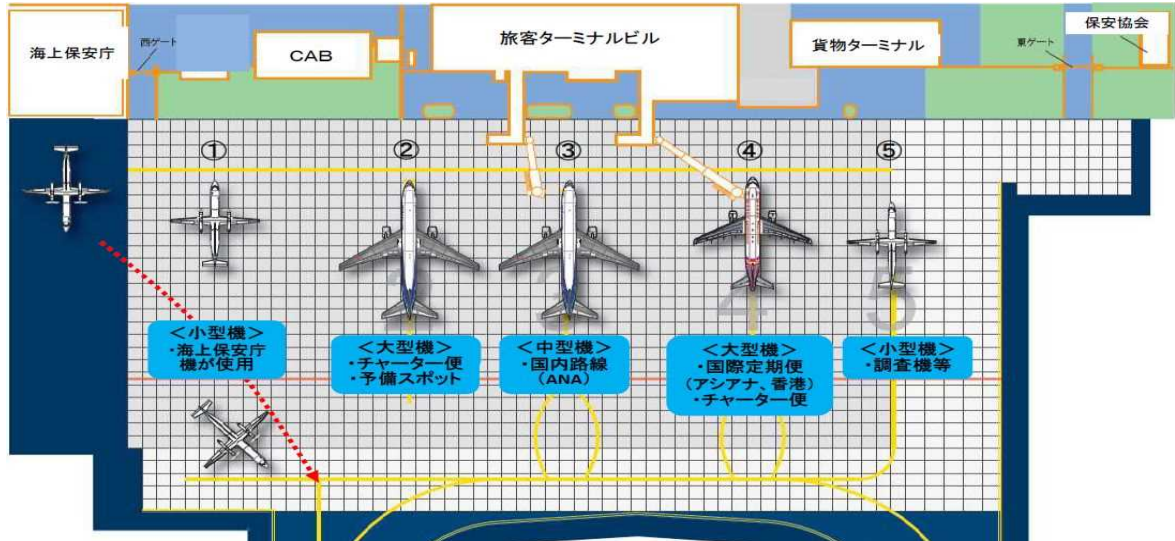 海上保安庁
西ゲート
CAB
旅客ターミナルビル
貨物ターミナル
東ゲート
保安協会
①
②
③
④
⑤
2
3
4
5
＜小型機＞
・海上保安庁
機が使用
＜大型機＞
・チャーター便
・予備スポット
＜中型機＞
・国内路線
（ANA）
＜大型機＞
・国際定期便
（アシアナ、香港）
・チャーター便
＜小型機＞
・調査機等